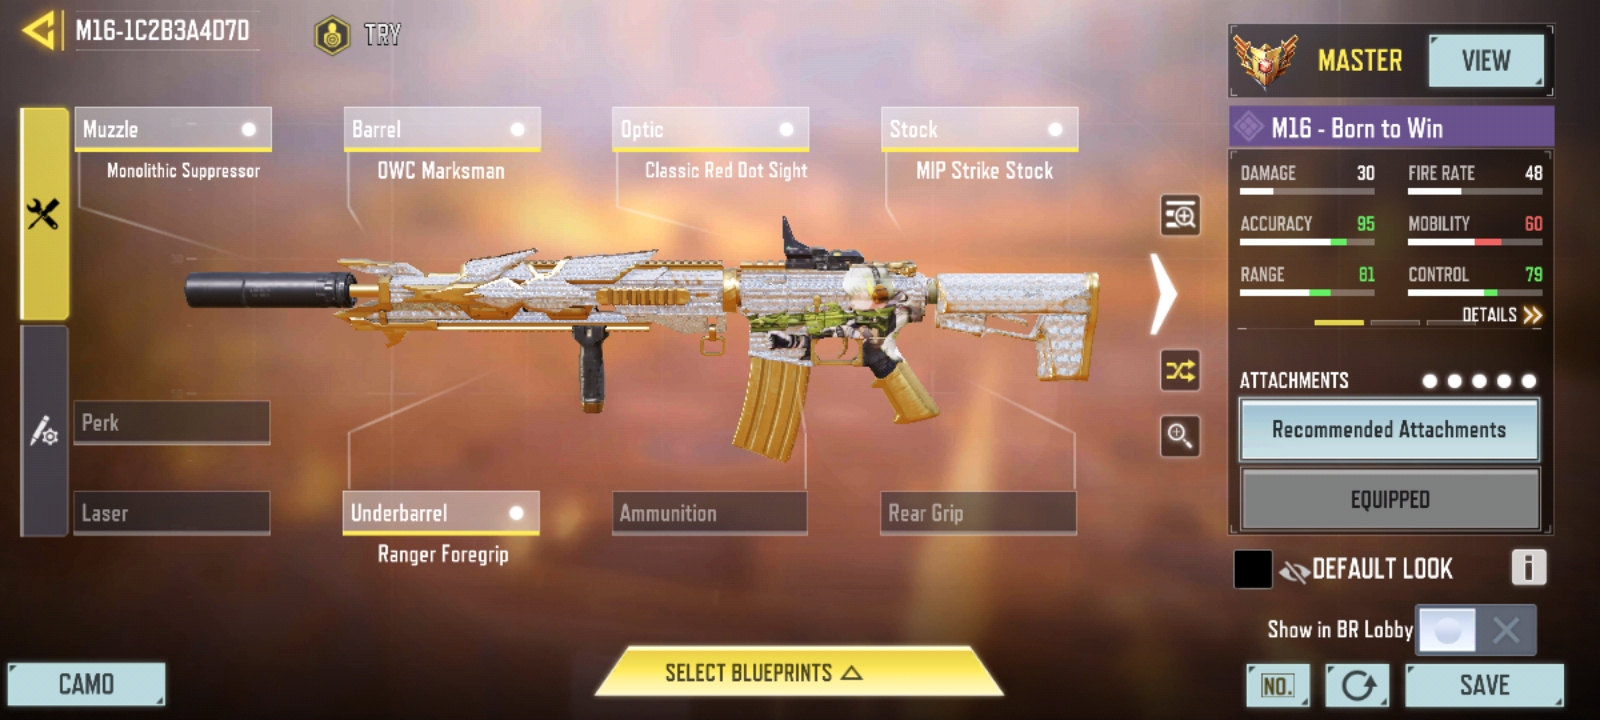 M16-1C2B3A4D7D
TRY
MASTER
VIEW
Muzzle
Monolithic Suppressor
Barrel
OWC Marksman
Optic
Classic Red Dot Sight
Stock
MIP Strike Stock
M16 - Born to Win
DAMAGE 30
FIRE RATE 48
ACCURACY 95
MOBILITY 60
RANGE 81
CONTROL 79
DETAILS
ATTACHMENTS
Recommended Attachments
EQUIPPED
Perk
Laser
Underbarrel
Ranger Foregrip
Ammunition
Rear Grip
DEFAULT LOOK
i
Show in BR Lobby
CAMO
SELECT BLUEPRINTS
NO.
SAVE